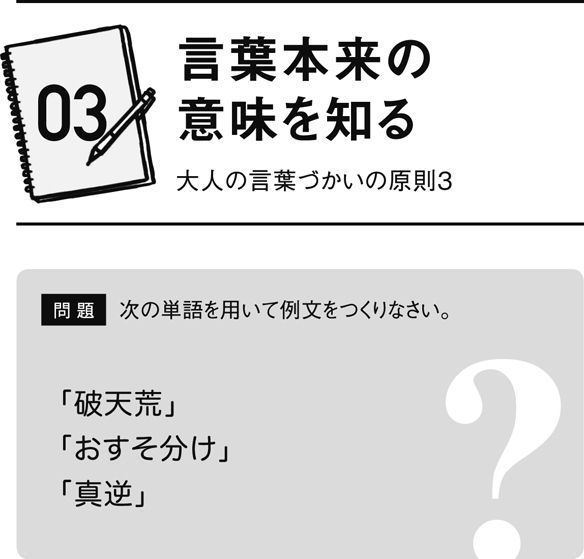 03
言葉本来の
意味を知る
大人の言葉づかいの原則3
問題 次の単語を用いて例文をつくりなさい。
「破天荒」
「おすそ分け」
「真逆」
?